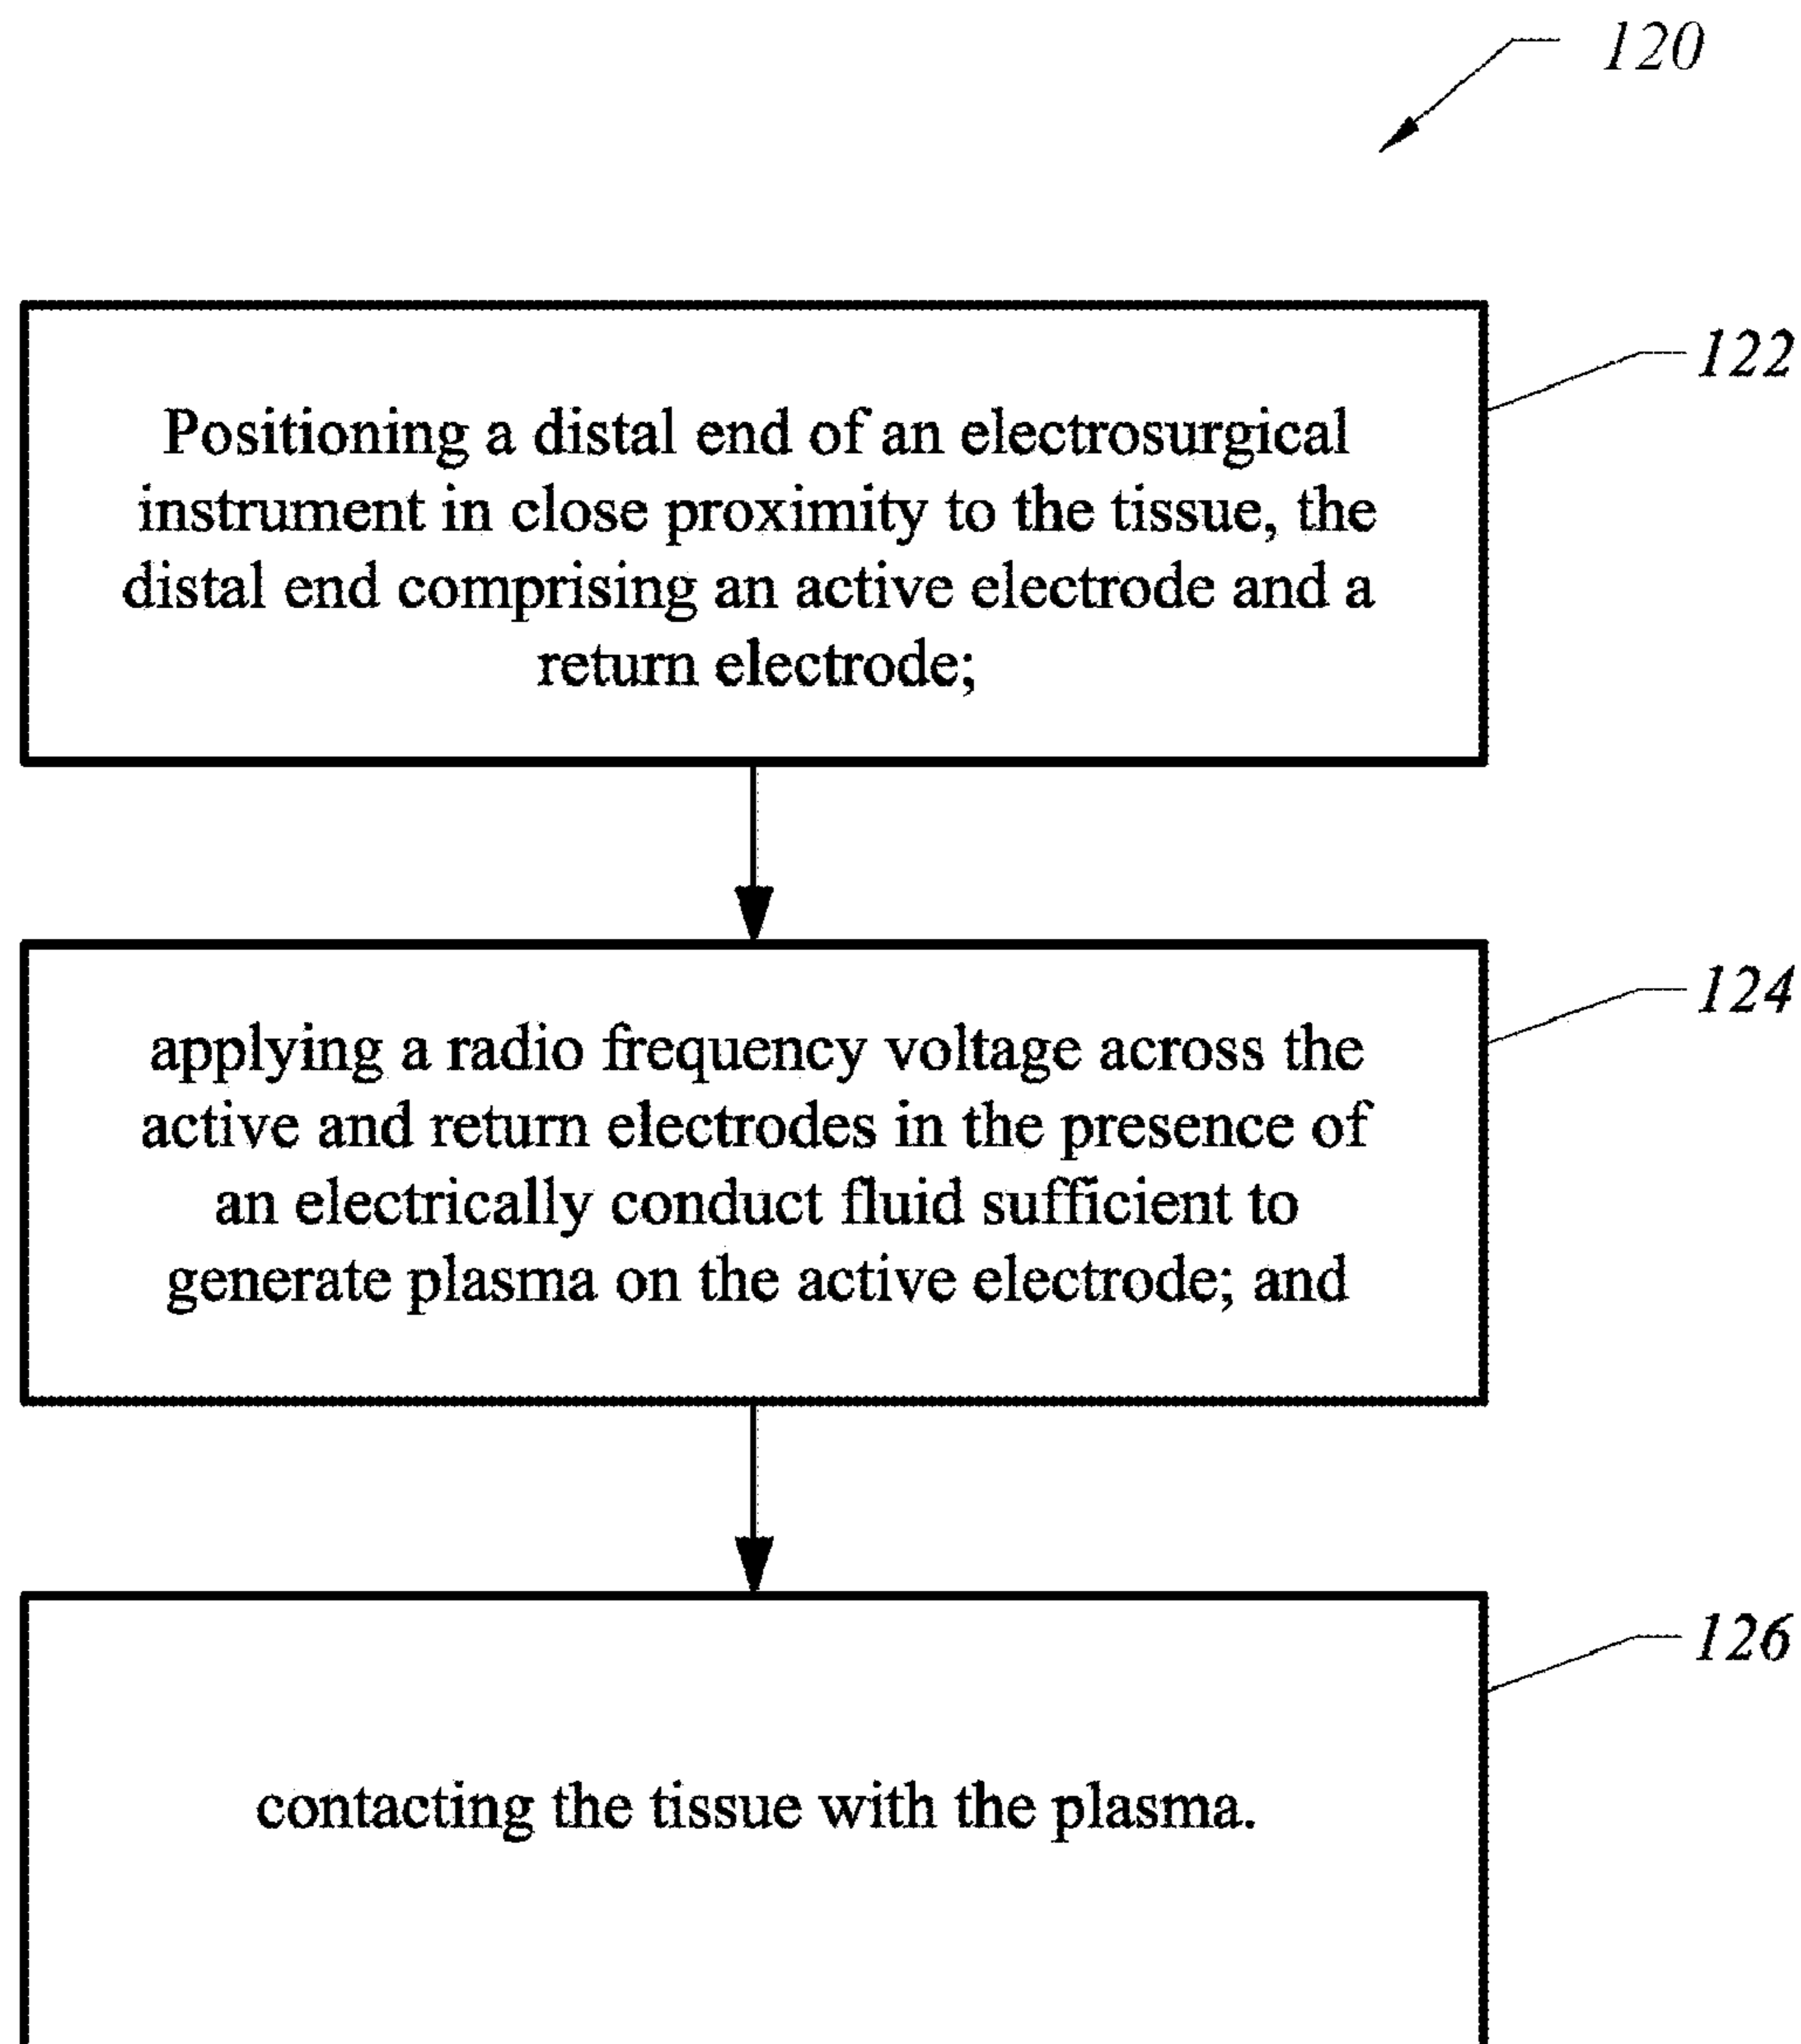 120
122
Positioning a distal end of an electrosurgical
instrument in close proximity to the tissue, the
distal end comprising an active electrode and a
return electrode;
124
applying a radio frequency voltage across the
active and return electrodes in the presence of
an electrically conduct fluid sufficient to
generate plasma on the active electrode; and
126
contacting the tissue with the plasma.